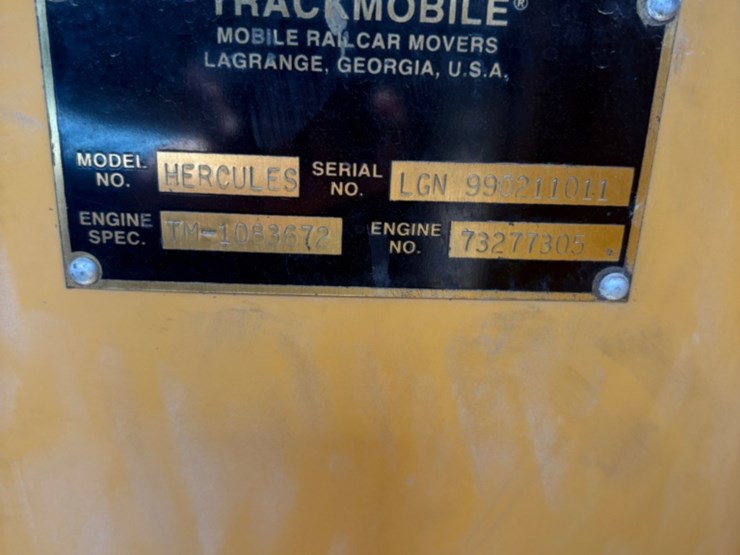 TRACKMOBILE®
MOBILE RAILCAR MOVERS
LAGRANGE, GEORGIA, U.S.A.
MODEL NO. HERCULES SERIAL NO. LGN 990211011
ENGINE SPEC. TM-1083672 ENGINE NO. 73277305